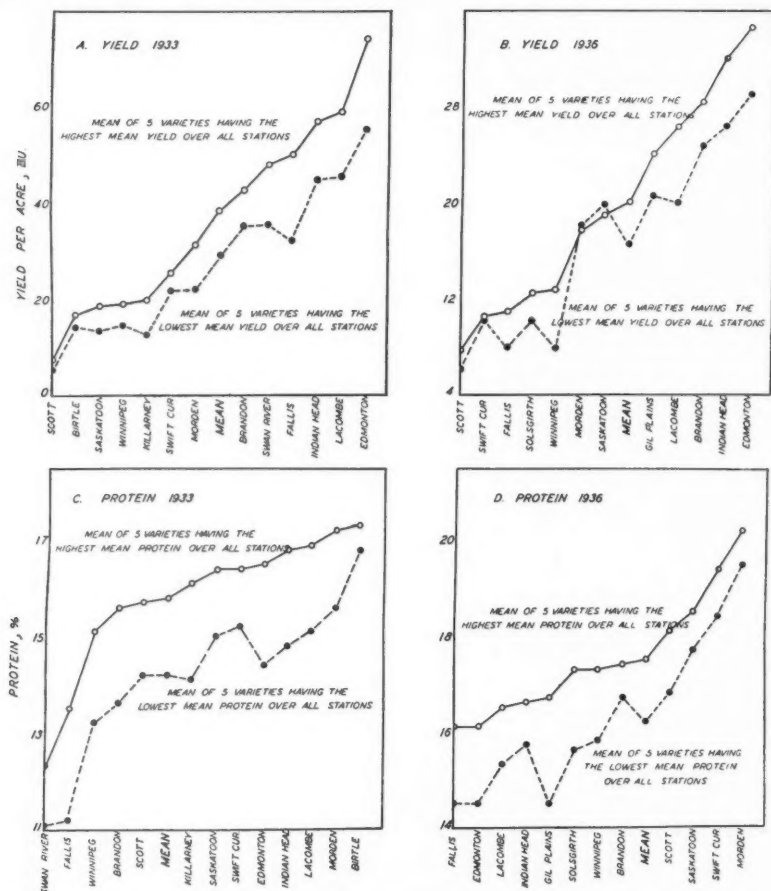 A. YIELD 1933
MEAN OF 5 VARIETIES HAVING THE
HIGHEST MEAN YIELD OVER ALL STATIONS
MEAN OF 5 VARIETIES HAVING THE
LOWEST MEAN YIELD OVER ALL STATIONS
YIELD PER ACRE, BU.
60
40
20
0
SCOTT
BIRTLE
SASKATOON
WINNIPEG
KILLARNEY
SWIFT CUR
MORDEN
MEAN
BRANDON
SWAN RIVER
FALLIS
INDIAN HEAD
LACOMBE
EDMONTON
B. YIELD 1936
MEAN OF 5 VARIETIES HAVING THE
HIGHEST MEAN YIELD OVER ALL STATIONS
MEAN OF 5 VARIETIES HAVING THE
LOWEST MEAN YIELD OVER ALL STATIONS
28
20
12
4
SCOTT
SWIFT CUR
FALLIS
SOLSGIRTH
WINNIPEG
MORDEN
SASKATOON
MEAN
GIL PLAINS
LACOMBE
BRANDON
INDIAN HEAD
EDMONTON
C. PROTEIN 1933
MEAN OF 5 VARIETIES HAVING THE
HIGHEST MEAN PROTEIN OVER ALL STATIONS
MEAN OF 5 VARIETIES HAVING THE
LOWEST MEAN PROTEIN OVER ALL STATIONS
PROTEIN, %
17
15
13
11
SWAN RIVER
FALLIS
WINNIPEG
BRANDON
SCOTT
MEAN
KILLARNEY
SASKATOON
SWIFT CUR
EDMONTON
INDIAN HEAD
LACOMBE
MORDEN
BIRTLE
D. PROTEIN 1936
MEAN OF 5 VARIETIES HAVING THE
HIGHEST MEAN PROTEIN OVER ALL STATIONS
MEAN OF 5 VARIETIES HAVING
THE LOWEST MEAN PROTEIN
OVER ALL STATIONS
20
18
16
14
FALLIS
EDMONTON
LACOMBE
INDIAN HEAD
GIL PLAINS
SOLSGIRTH
WINNIPEG
BRANDON
MEAN
SCOTT
SASKATOON
SWIFT CUR
MORDEN